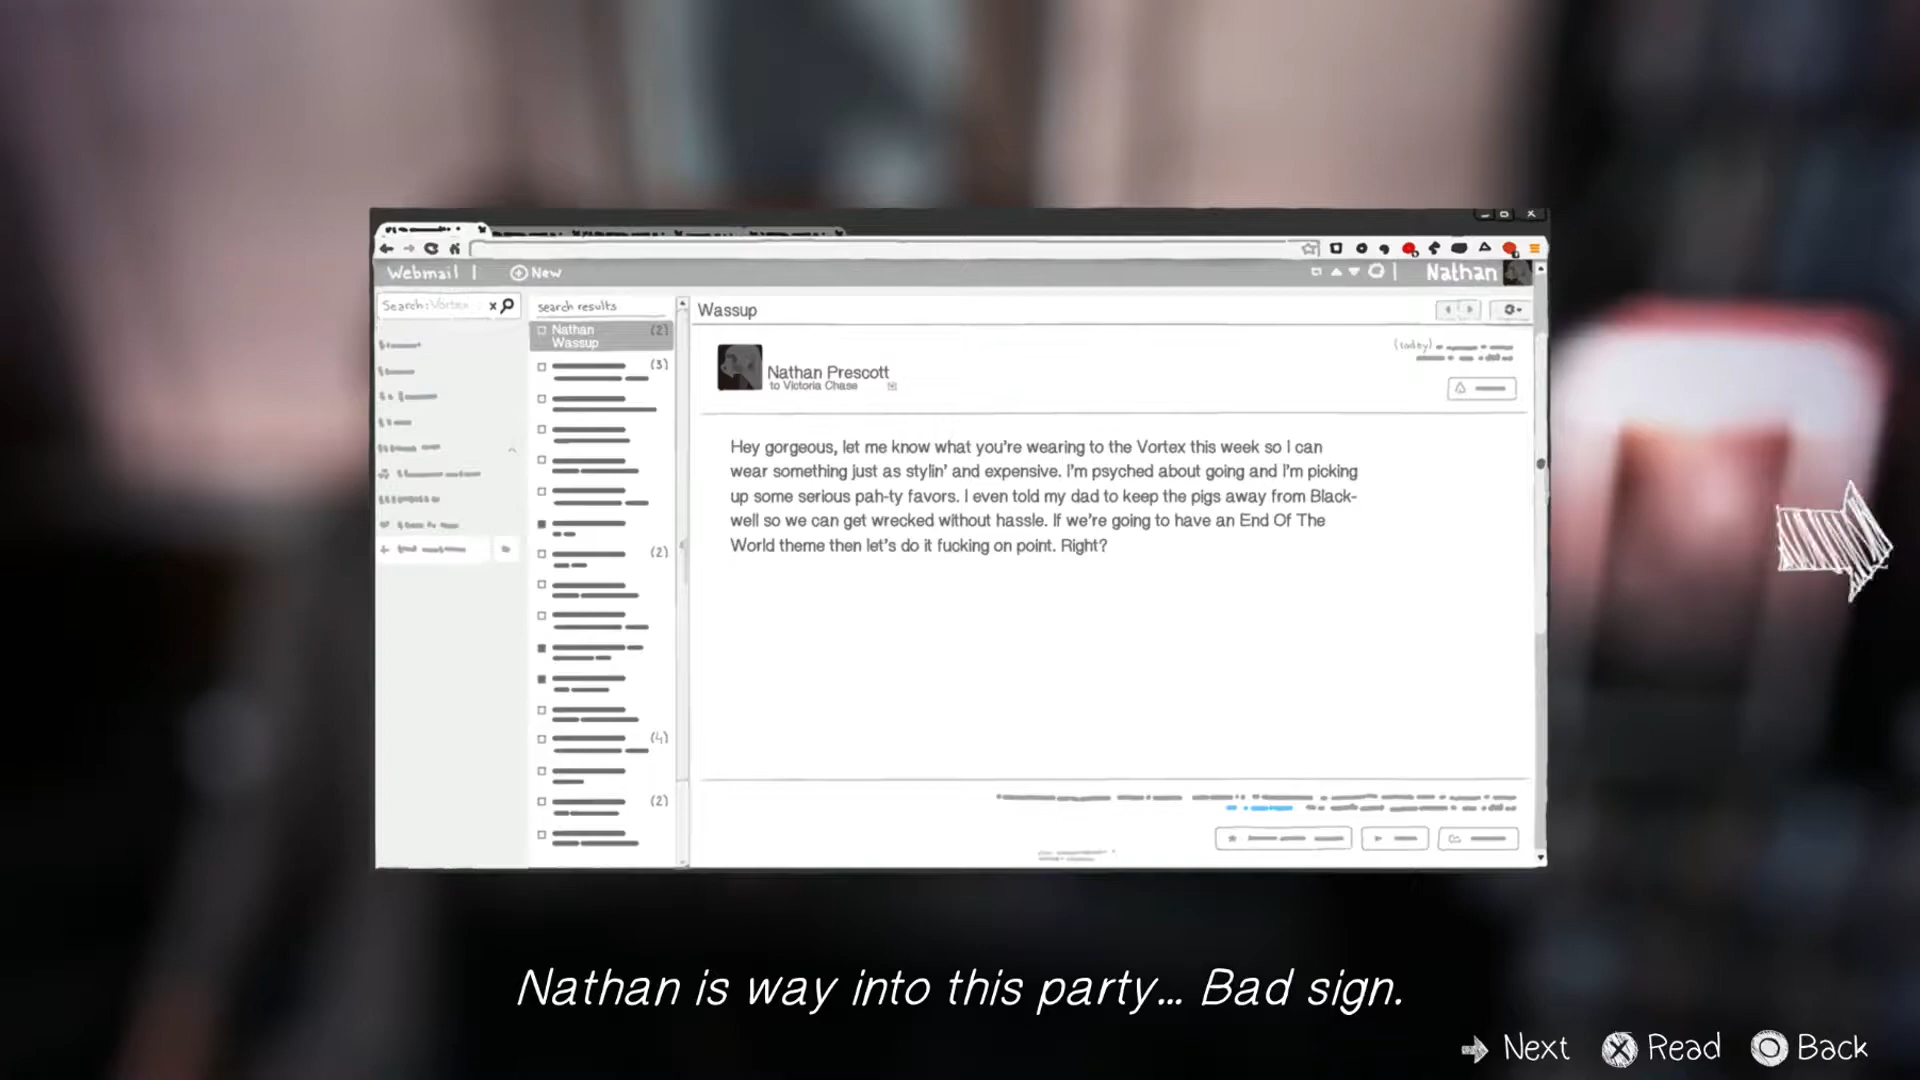 Webmail | New
Nathan
Search: Vortex x
search results
Nathan (2)
Wassup
(3)
(2)
(4)
(2)
Wassup
(today)
Nathan Prescott
to Victoria Chase
Hey gorgeous, let me know what you're wearing to the Vortex this week so I can
wear something just as stylin' and expensive. I'm psyched about going and I'm picking
up some serious pah-ty favors. I even told my dad to keep the pigs away from Black-
well so we can get wrecked without hassle. If we're going to have an End Of The
World theme then let's do it fucking on point. Right?
Nathan is way into this party... Bad sign.
Next Read Back